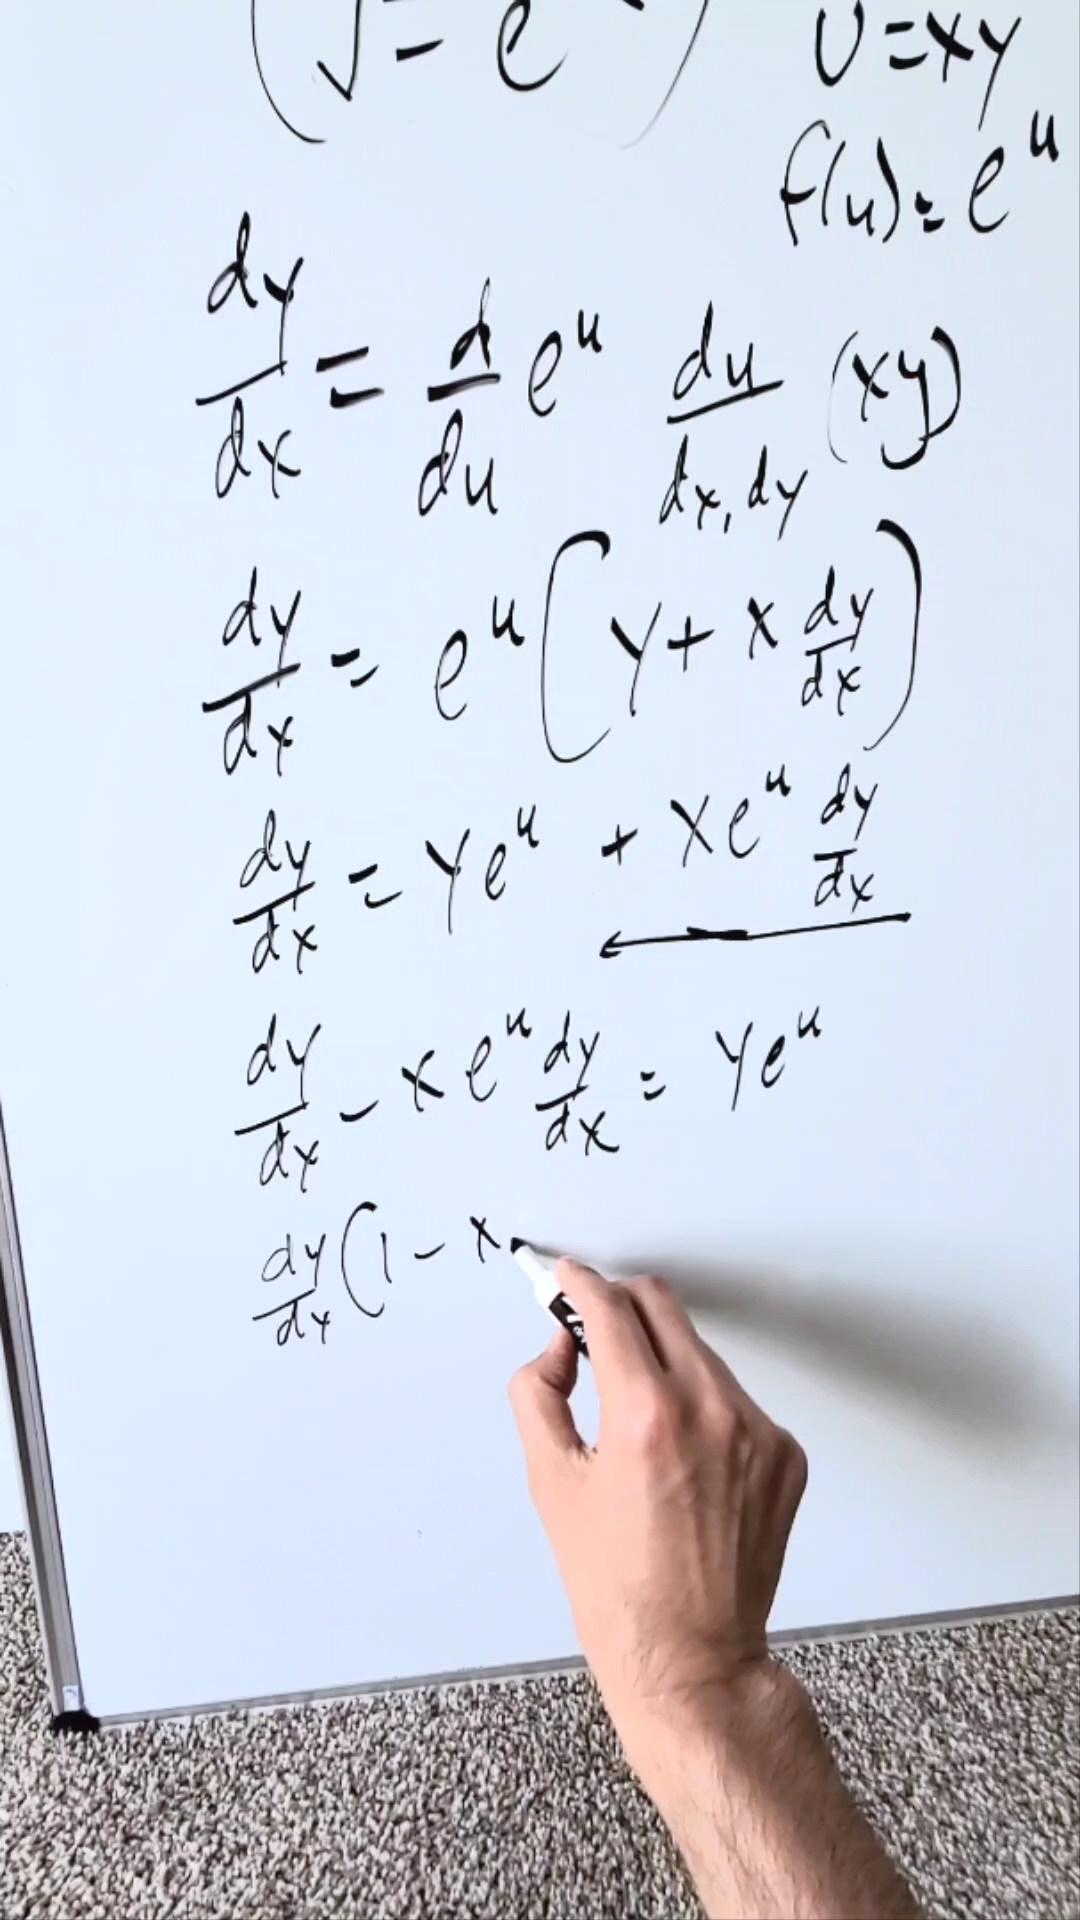 ( y = e )
U = xy
f(u) = e^u
dy/dx = d/du e^u du/dx, dy (xy)
dy/dx = e^u (y + x dy/dx)
dy/dx = ye^u + xe^u dy/dx
dy/dx - xe^u dy/dx = ye^u
dy/dx (1 - x